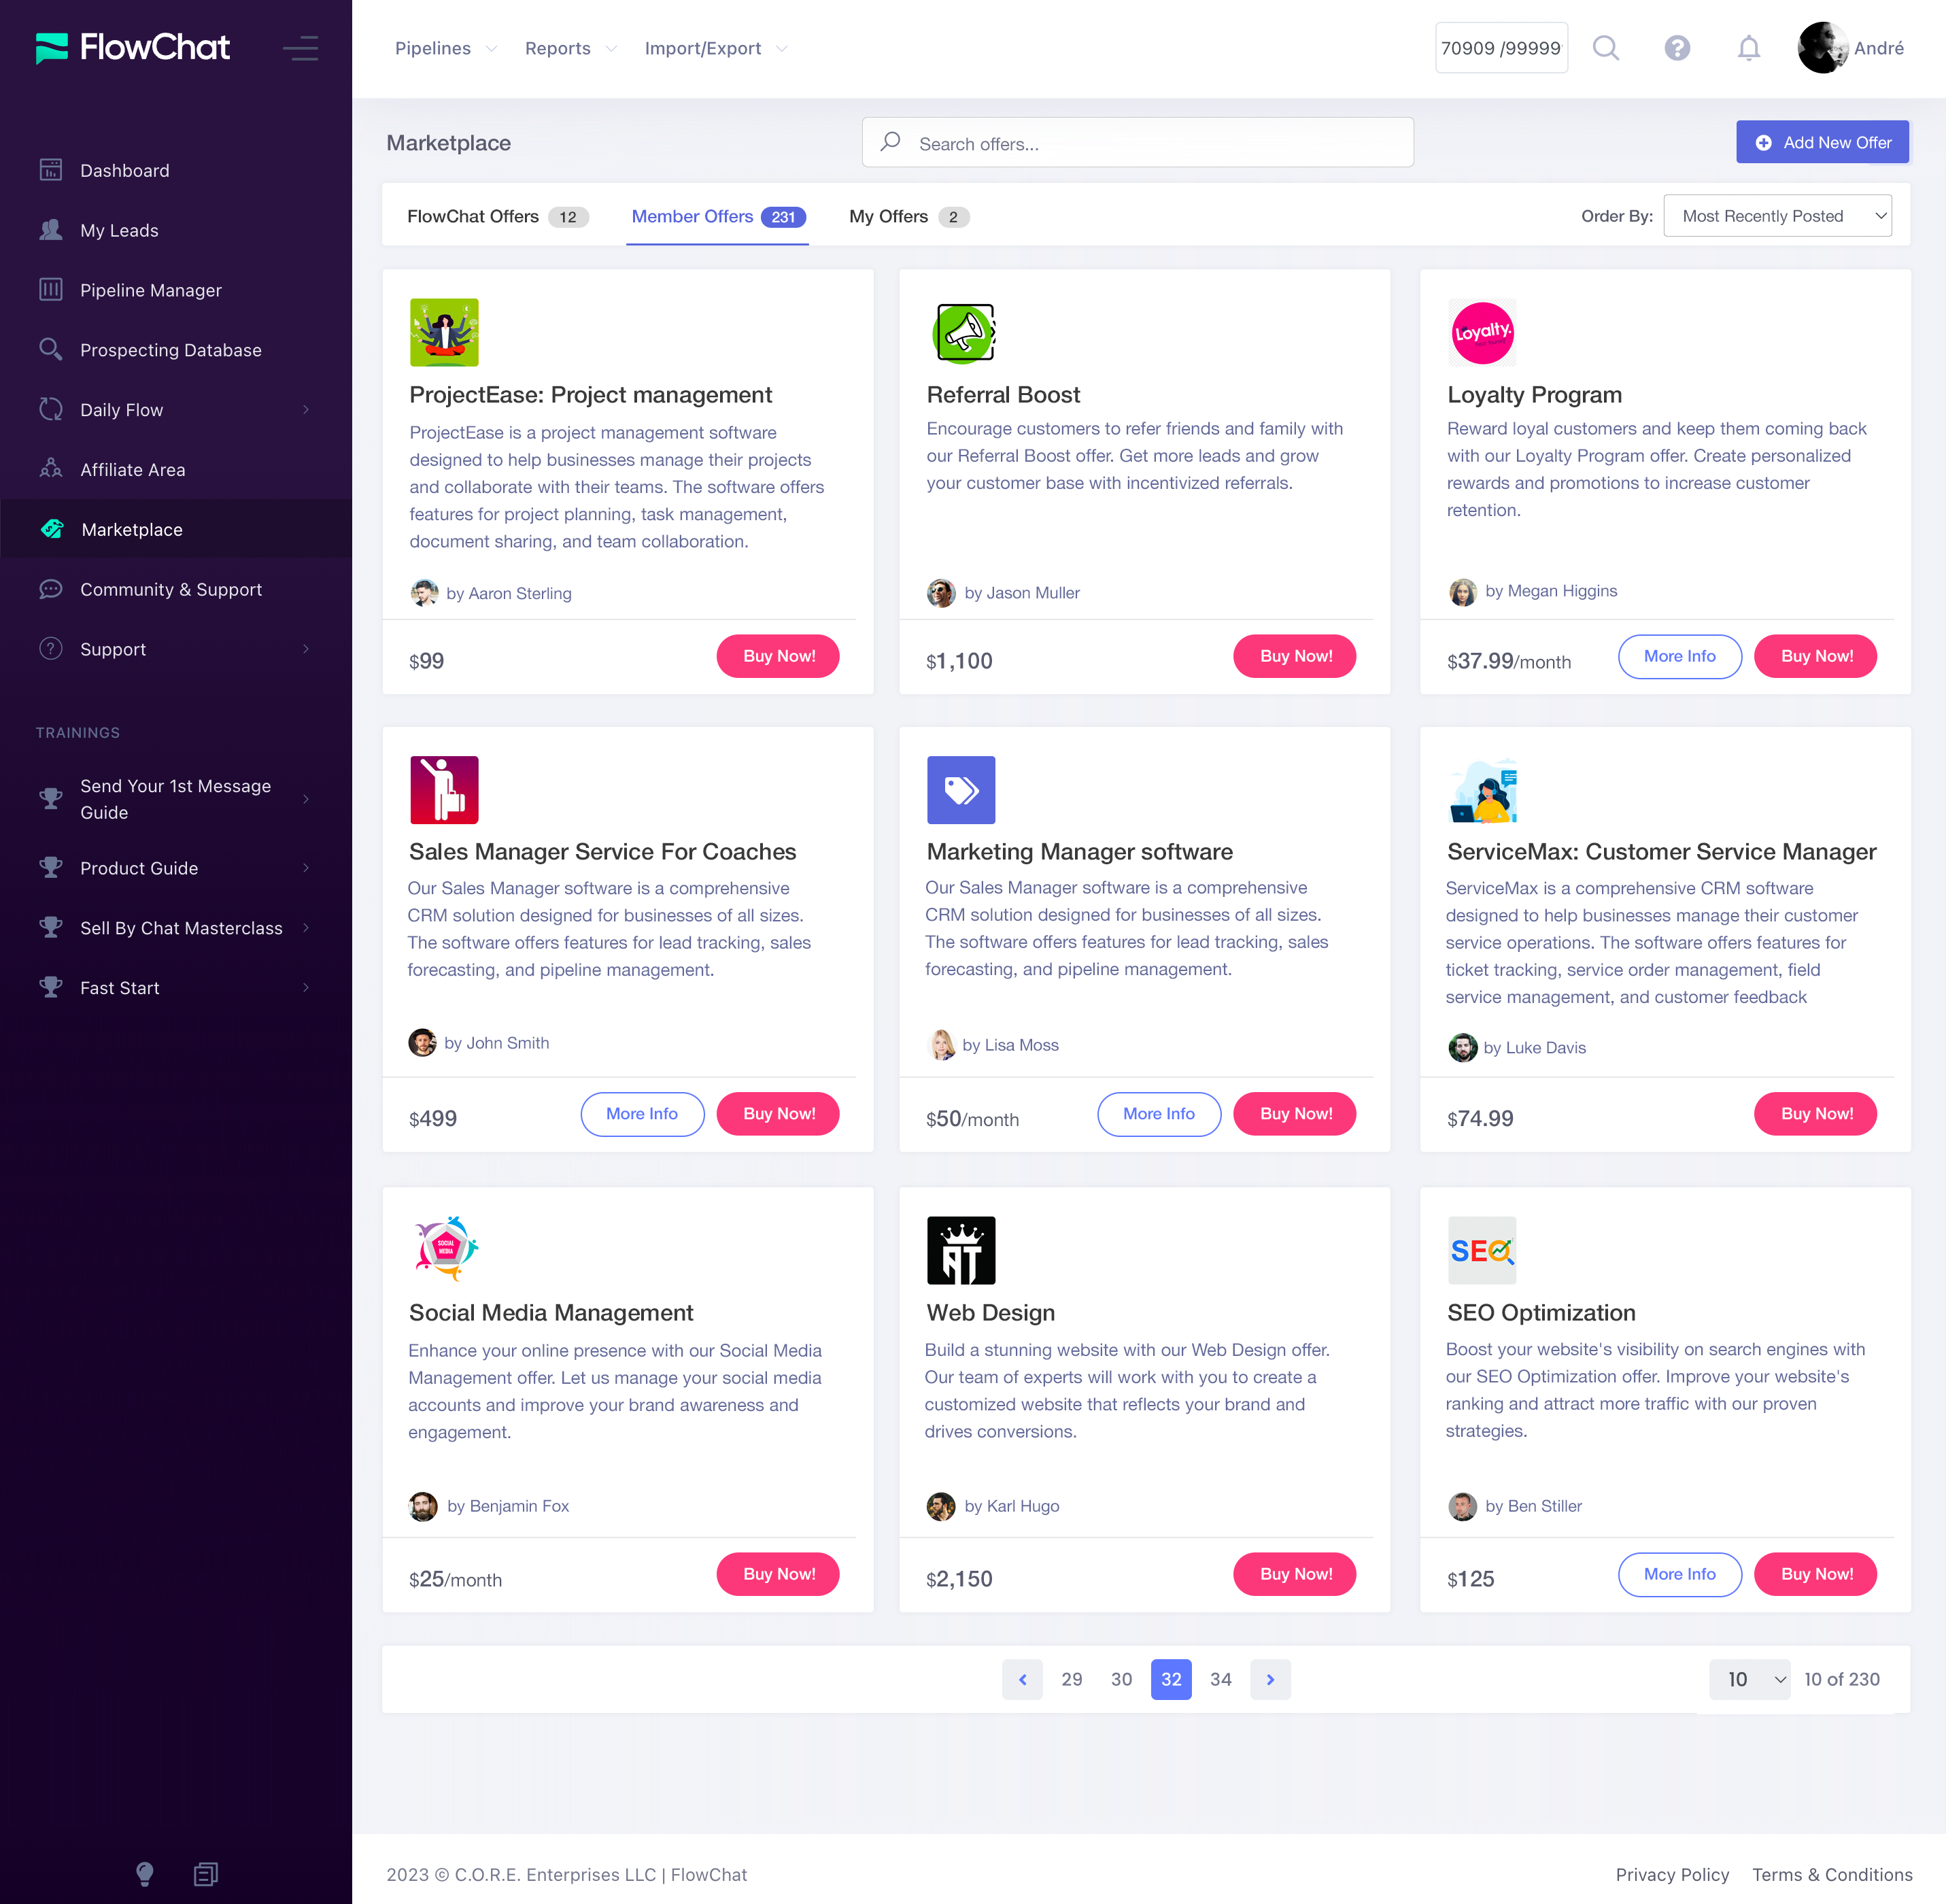 FlowChat
Pipelines
Reports
Import/Export
70909 /99999
André
Dashboard
My Leads
Pipeline Manager
Prospecting Database
Daily Flow
Affiliate Area
Marketplace
Community & Support
Support
TRAININGS
Send Your 1st Message
Guide
Product Guide
Sell By Chat Masterclass
Fast Start
Marketplace
Search offers...
Add New Offer
FlowChat Offers 12
Member Offers 231
My Offers 2
Order By:
Most Recently Posted
ProjectEase: Project management
ProjectEase is a project management software
designed to help businesses manage their projects
and collaborate with their teams. The software offers
features for project planning, task management,
document sharing, and team collaboration.
by Aaron Sterling
$99
Buy Now!
Referral Boost
Encourage customers to refer friends and family with
our Referral Boost offer. Get more leads and grow
your customer base with incentivized referrals.
by Jason Muller
$1,100
Buy Now!
Loyalty.
Loyalty Program
Reward loyal customers and keep them coming back
with our Loyalty Program offer. Create personalized
rewards and promotions to increase customer
retention.
by Megan Higgins
$37.99/month
More Info
Buy Now!
Sales Manager Service For Coaches
Our Sales Manager software is a comprehensive
CRM solution designed for businesses of all sizes.
The software offers features for lead tracking, sales
forecasting, and pipeline management.
by John Smith
$499
More Info
Buy Now!
Marketing Manager software
Our Sales Manager software is a comprehensive
CRM solution designed for businesses of all sizes.
The software offers features for lead tracking, sales
forecasting, and pipeline management.
by Lisa Moss
$50/month
More Info
Buy Now!
ServiceMax: Customer Service Manager
ServiceMax is a comprehensive CRM software
designed to help businesses manage their customer
service operations. The software offers features for
ticket tracking, service order management, field
service management, and customer feedback
by Luke Davis
$74.99
Buy Now!
SOCIAL
MEDIA
Social Media Management
Enhance your online presence with our Social Media
Management offer. Let us manage your social media
accounts and improve your brand awareness and
engagement.
by Benjamin Fox
$25/month
Buy Now!
AT
Web Design
Build a stunning website with our Web Design offer.
Our team of experts will work with you to create a
customized website that reflects your brand and
drives conversions.
by Karl Hugo
$2,150
Buy Now!
SEO
SEO Optimization
Boost your website's visibility on search engines with
our SEO Optimization offer. Improve your website's
ranking and attract more traffic with our proven
strategies.
by Ben Stiller
$125
More Info
Buy Now!
29
30
32
34
10
10 of 230
2023 © C.O.R.E. Enterprises LLC | FlowChat
Privacy Policy
Terms & Conditions